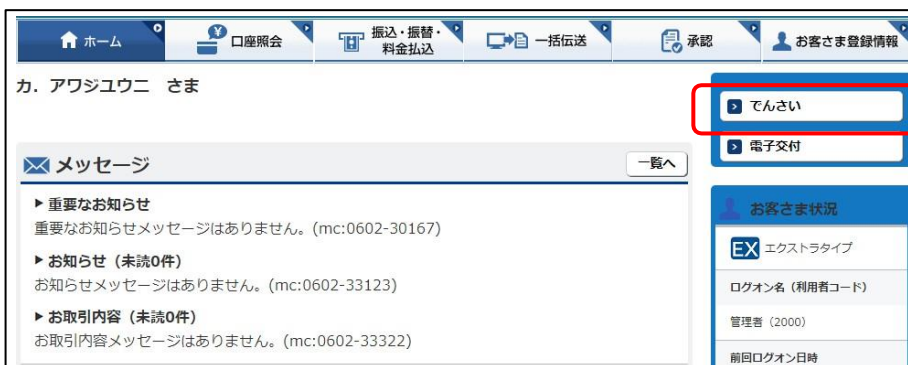 ホーム
口座照会
振込・振替・
料金払込
一括伝送
承認
お客さま登録情報
カ．アワジユウニ　さま
でんさい
電子交付
メッセージ
一覧へ
重要なお知らせ
重要なお知らせメッセージはありません。(mc:0602-30167)
お知らせ（未読0件）
お知らせメッセージはありません。(mc:0602-33123)
お取引内容（未読0件）
お取引内容メッセージはありません。(mc:0602-33322)
お客さま状況
EX エクストラタイプ
ログオン名（利用者コード）
管理者（2000）
前回ログオン日時